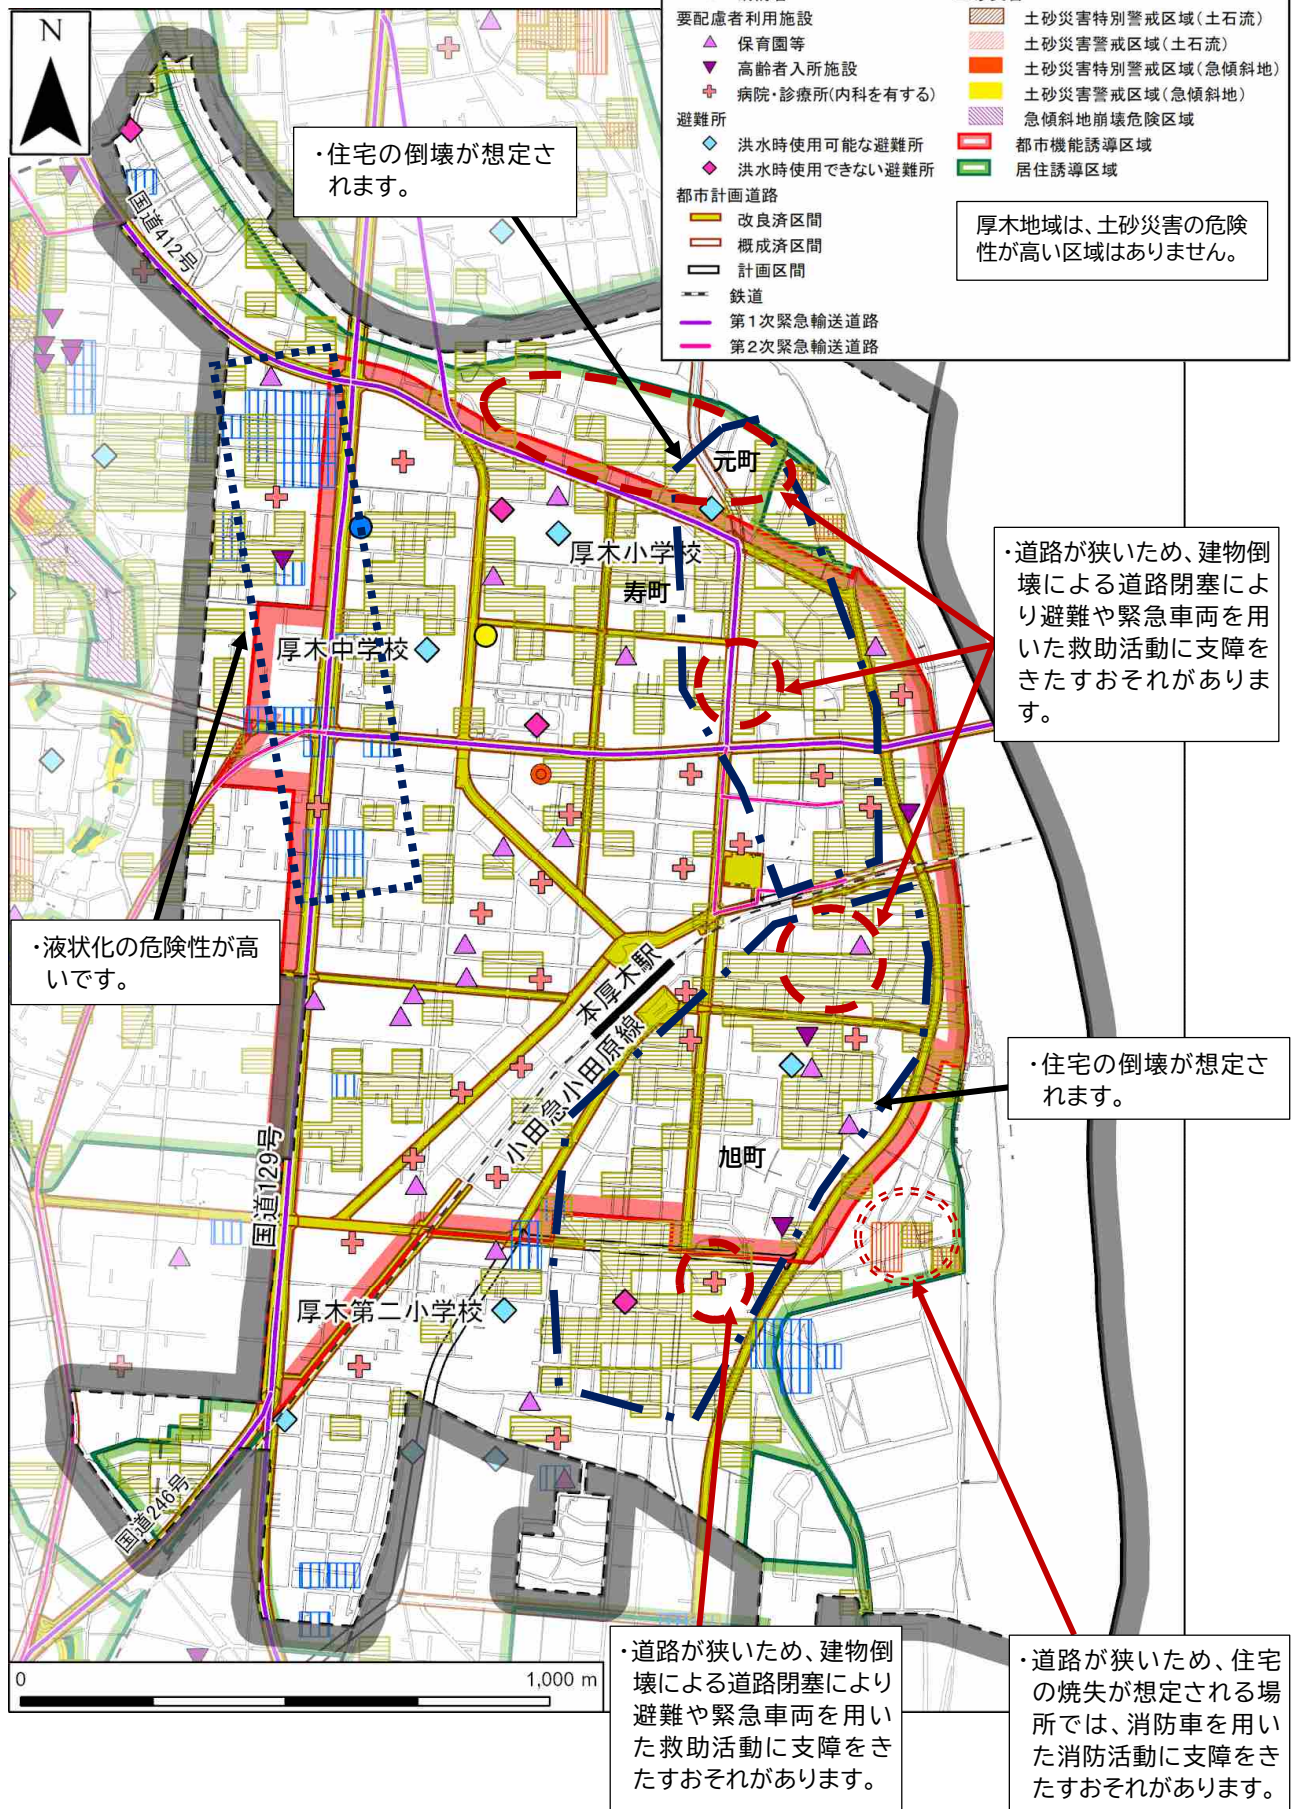 N
要配慮者利用施設
保育園等
高齢者入所施設
病院・診療所(内科を有する)
避難所
洪水時使用可能な避難所
洪水時使用できない避難所
都市計画道路
改良済区間
概成済区間
計画区間
鉄道
第1次緊急輸送道路
第2次緊急輸送道路
土砂災害特別警戒区域(土石流)
土砂災害警戒区域(土石流)
土砂災害特別警戒区域(急傾斜地)
土砂災害警戒区域(急傾斜地)
急傾斜地崩壊危険区域
都市機能誘導区域
居住誘導区域
厚木地域は、土砂災害の危険
性が高い区域はありません。
・住宅の倒壊が想定さ
れます。
国道412号
元町
厚木小学校
寿町
厚木中学校
・道路が狭いため、建物倒
壊による道路閉塞によ
り避難や緊急車両を用
いた救助活動に支障を
きたすおそれがありま
す。
・液状化の危険性が高
いです。
本厚木駅
小田急小田原線
・住宅の倒壊が想定さ
れます。
旭町
国道129号
厚木第二小学校
国道246号
0
1,000 m
・道路が狭いため、建物倒
壊による道路閉塞により
避難や緊急車両を用い
た救助活動に支障をき
たすおそれがあります。
・道路が狭いため、住宅
の焼失が想定される場
所では、消防車を用い
た消防活動に支障をき
たすおそれがあります。